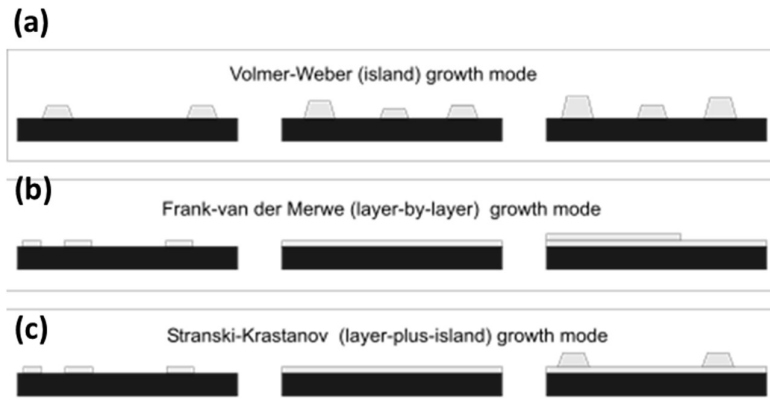 (a)
Volmer-Weber (island) growth mode
(b)
Frank-van der Merwe (layer-by-layer) growth mode
(c)
Stranski-Krastanov (layer-plus-island) growth mode